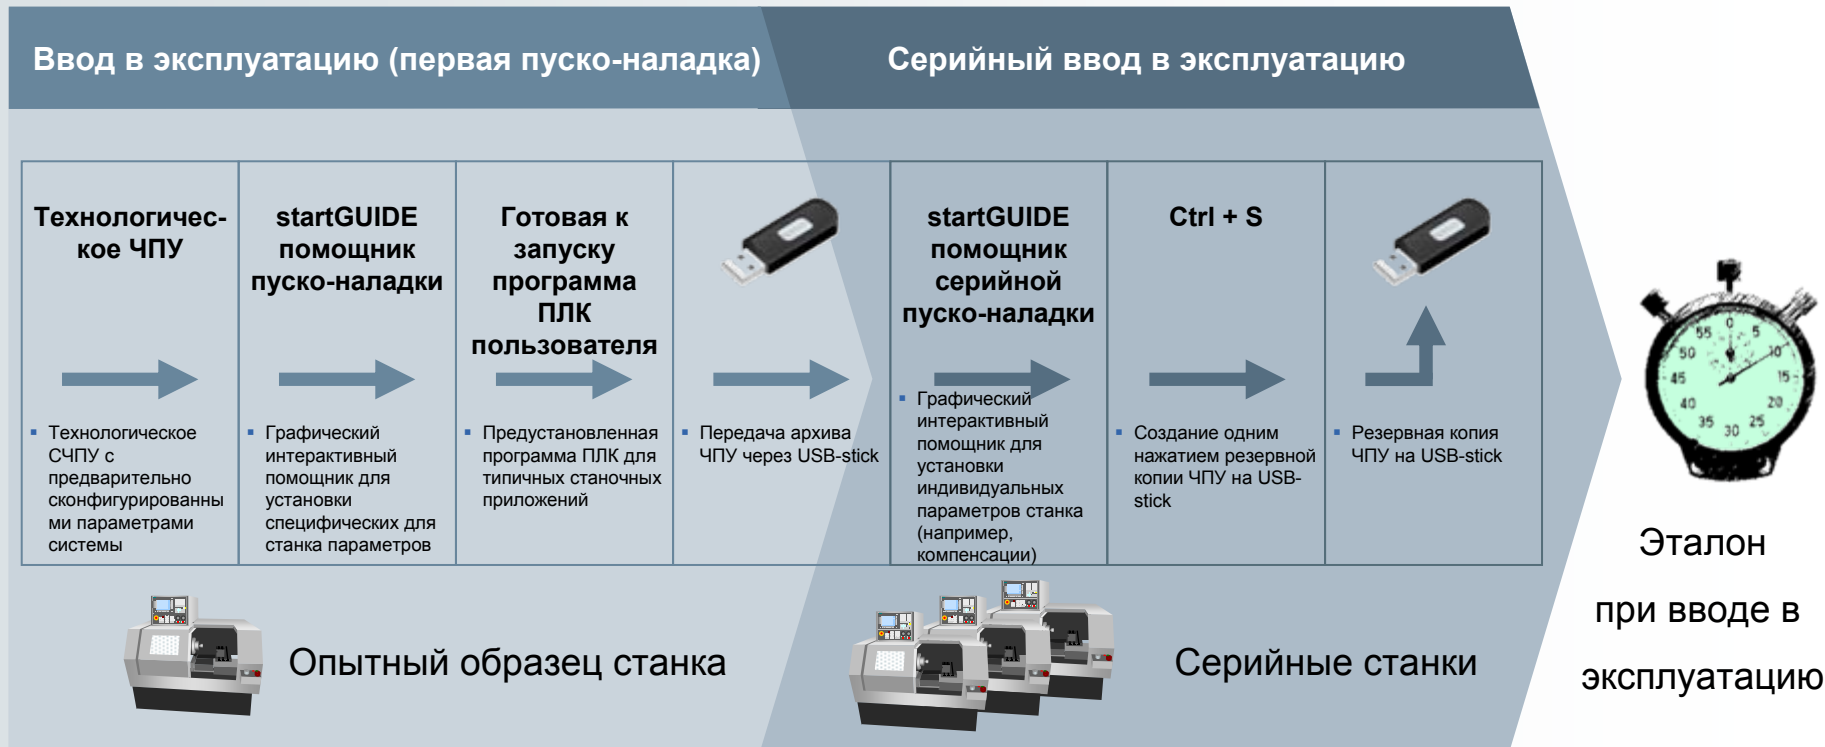 Ввод в эксплуатацию (первая пуско-наладка)
Серийный ввод в эксплуатацию
Технологичес-
кое ЧПУ
Технологическое
СЧПУ с
предварительно
сконфигурированны
ми параметрами
системы
startGUIDE
помощник
пуско-наладки
Графический
интерактивный
помощник для
установки
специфических для
станка параметров
Готовая к
запуску
программа
ПЛК
пользователя
Предустановленная
программа ПЛК для
типичных станочных
приложений
Передача архива
ЧПУ через USB-stick
startGUIDE
помощник
серийной
пуско-наладки
Графический
интерактивный
помощник для
установки
индивидуальных
параметров станка
(например,
компенсации)
Ctrl + S
Создание одним
нажатием резервной
копии ЧПУ на USB-
stick
Резервная копия
ЧПУ на USB-stick
Опытный образец станка
Серийные станки
55 0 5
50 10
45 15
40 20
35 30 25
Эталон
при вводе в
эксплуатацию